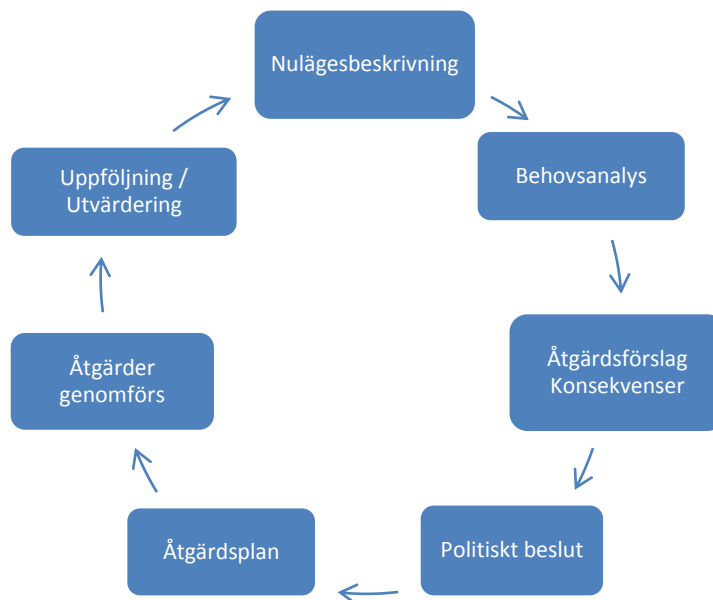 Nulägesbeskrivning
Behovsanalys
Åtgärdsförslag
Konsekvenser
Politiskt beslut
Åtgärdsplan
Åtgärder
genomförs
Uppföljning /
Utvärdering